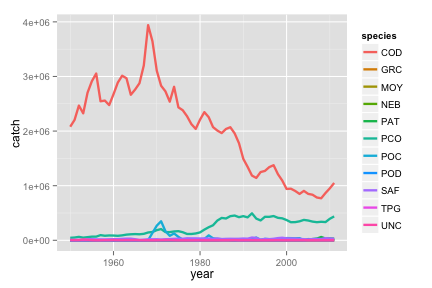 4e+06
3e+06
2e+06
1e+06
0e+00
catch
1960
1980
2000
year
species
COD
GRC
MOY
NEB
PAT
PCO
POC
POD
SAF
TPG
UNC